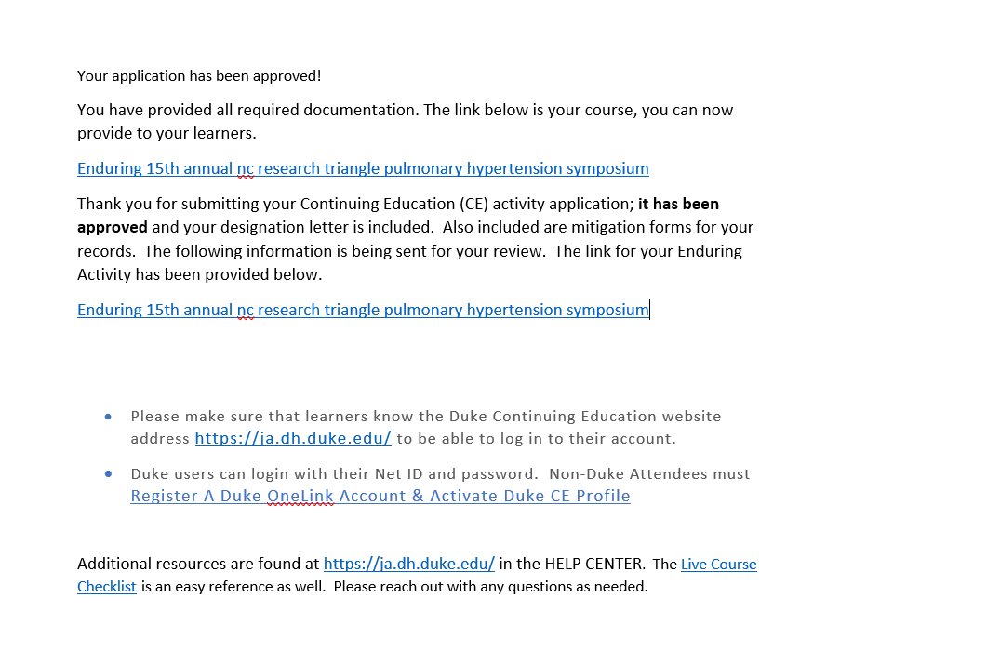 Your application has been approved!
You have provided all required documentation. The link below is your course, you can now
provide to your learners.
Enduring 15th annual nc research triangle pulmonary hypertension symposium
Thank you for submitting your Continuing Education (CE) activity application; it has been
approved and your designation letter is included.  Also included are mitigation forms for your
records.  The following information is being sent for your review.  The link for your Enduring
Activity has been provided below.
Enduring 15th annual nc research triangle pulmonary hypertension symposium
• Please make sure that learners know the Duke Continuing Education website
address https://ja.dh.duke.edu/ to be able to log in to their account.
• Duke users can login with their Net ID and password.  Non-Duke Attendees must
Register A Duke OneLink Account & Activate Duke CE Profile
Additional resources are found at https://ja.dh.duke.edu/ in the HELP CENTER.  The Live Course
Checklist is an easy reference as well.  Please reach out with any questions as needed.